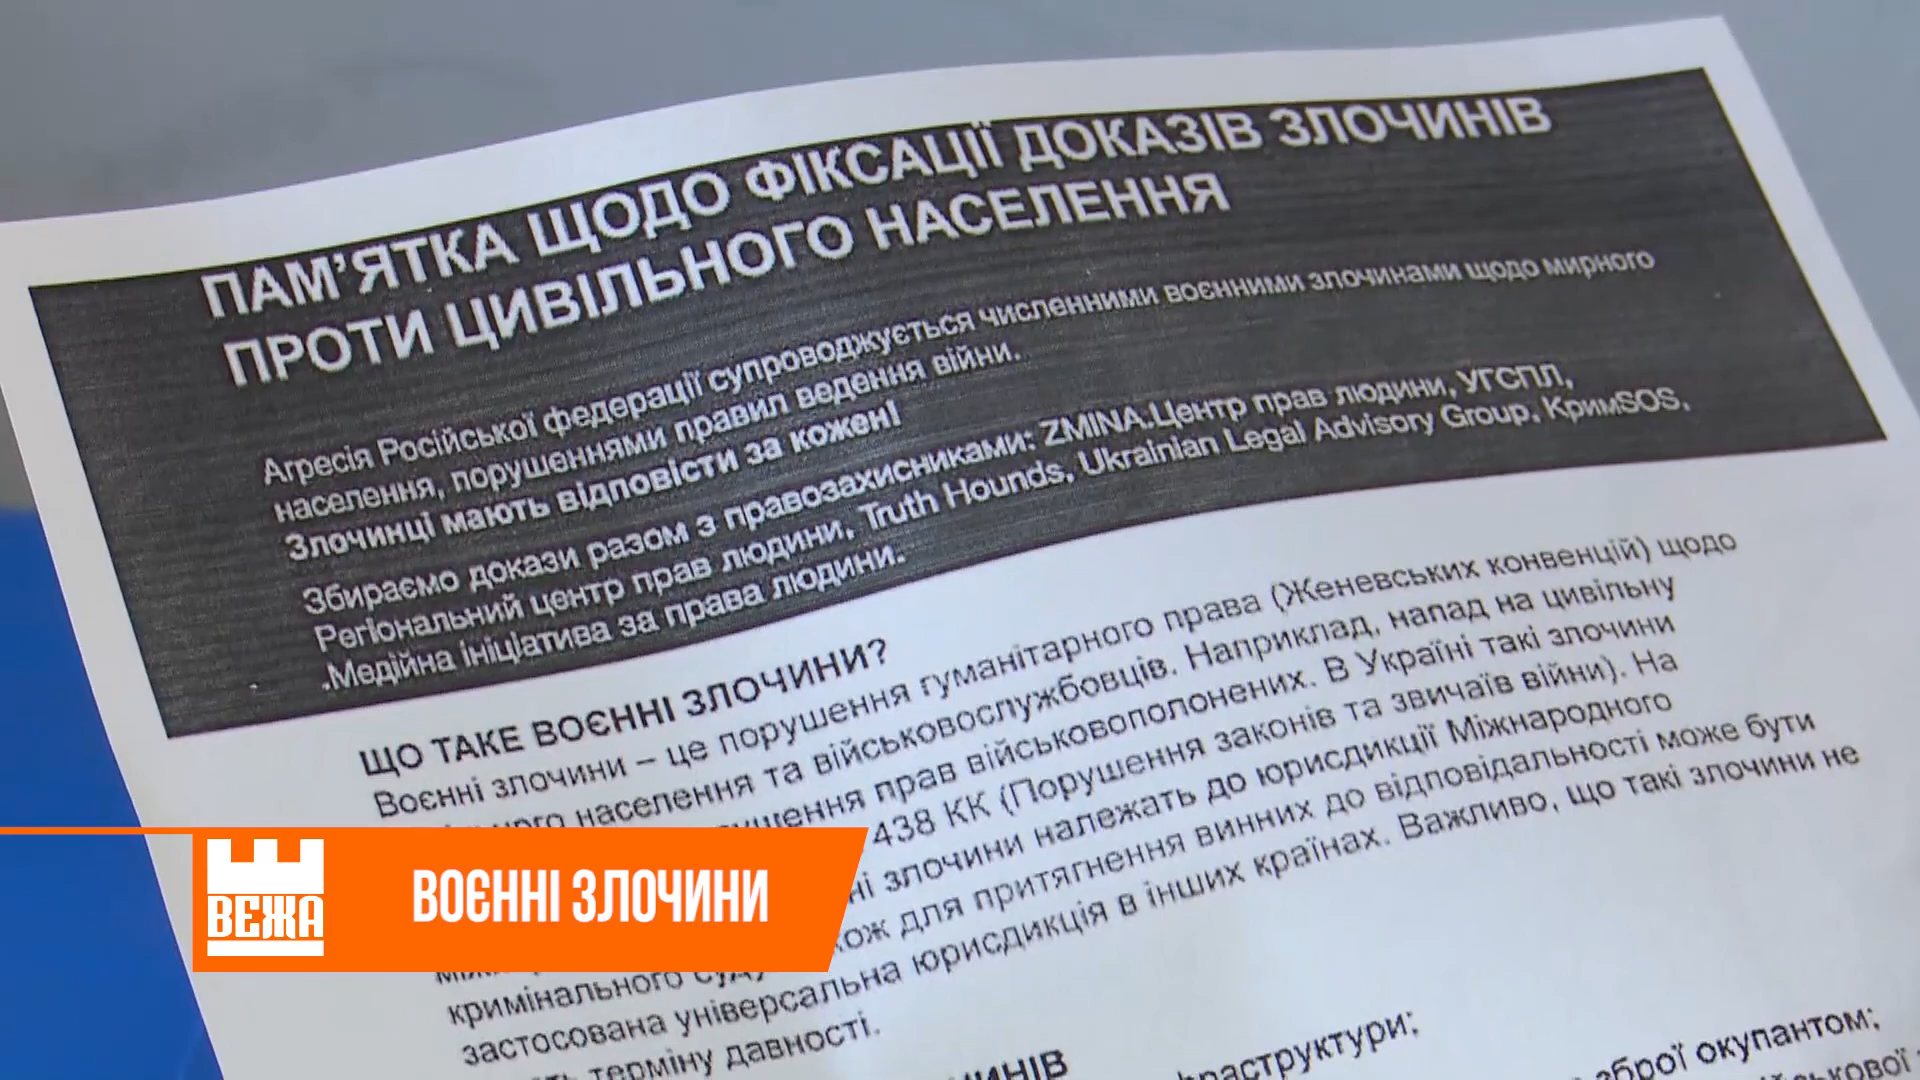 ПАМ’ЯТКА ЩОДО ФІКСАЦІЇ ДОКАЗІВ ЗЛОЧИНІВ
ПРОТИ ЦИВІЛЬНОГО НАСЕЛЕННЯ
Агресія Російської федерації супроводжується численними воєнними злочинами щодо мирного
населення, порушеннями правил ведення війни.
Злочинці мають відповісти за кожен!
Збираємо докази разом з правозахисниками: ZMINA.Центр прав людини, УГСПЛ,
Регіональний центр прав людини, Truth Hounds, Ukrainian Legal Advisory Group, КримSOS,
.Медійна ініціатива за права людини.
ЩО ТАКЕ ВОЄННІ ЗЛОЧИНИ?
Воєнні злочини – це порушення гуманітарного права (Женевських конвенцій) щодо
населення та військовослужбовців. Наприклад, напад на цивільну
прав військовополонених. В Україні такі злочини
438 КК (Порушення законів та звичаїв війни). На
злочини належать до юрисдикції Міжнародного
кримінального для притягнення винних до відповідальності може бути
застосована універсальна юрисдикція в інших країнах. Важливо, що такі злочини не
терміну давності.
зброї окупантом;
ВЕЖА
ВОЄННІ ЗЛОЧИНИ